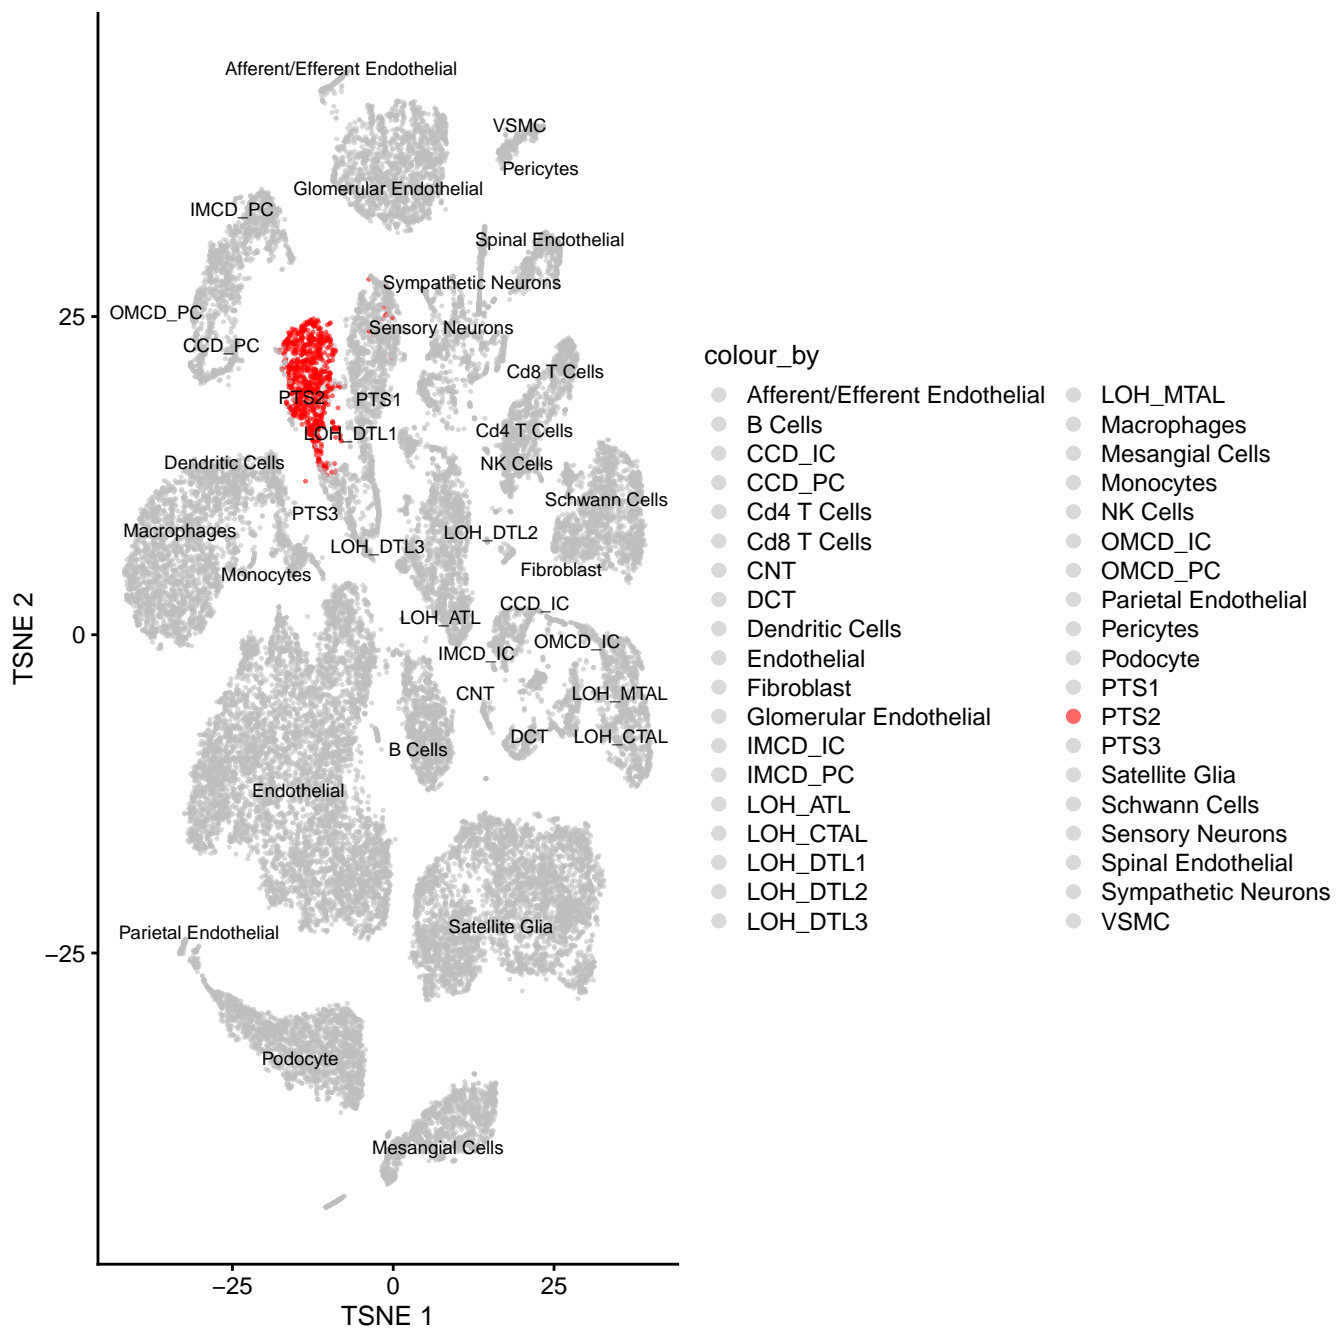 Afferent/Efferent Endothelial
VSMC
Pericytes
Glomerular Endothelial
IMCD_PC
Spinal Endothelial
Sympathetic Neurons
OMCD_PC
25
Sensory Neurons
CCD_PC
Cd8 T Cells
PTS2
PTS1
LOH_DTL1
Cd4 T Cells
Dendritic Cells
NK Cells
Schwann Cells
PTS3
Macrophages
LOH_DTL2
LOH_DTL3
Monocytes
Fibroblast
CCD_IC
LOH_ATL
0
OMCD_IC
IMCD_IC
CNT
LOH_MTAL
DCT
LOH_CTAL
B Cells
Endothelial
Satellite Glia
Parietal Endothelial
−25
Podocyte
Mesangial Cells
TSNE 2
−25
0
25
TSNE 1
colour_by
Afferent/Efferent Endothelial
B Cells
CCD_IC
CCD_PC
Cd4 T Cells
Cd8 T Cells
CNT
DCT
Dendritic Cells
Endothelial
Fibroblast
Glomerular Endothelial
IMCD_IC
IMCD_PC
LOH_ATL
LOH_CTAL
LOH_DTL1
LOH_DTL2
LOH_DTL3
LOH_MTAL
Macrophages
Mesangial Cells
Monocytes
NK Cells
OMCD_IC
OMCD_PC
Parietal Endothelial
Pericytes
Podocyte
PTS1
PTS2
PTS3
Satellite Glia
Schwann Cells
Sensory Neurons
Spinal Endothelial
Sympathetic Neurons
VSMC